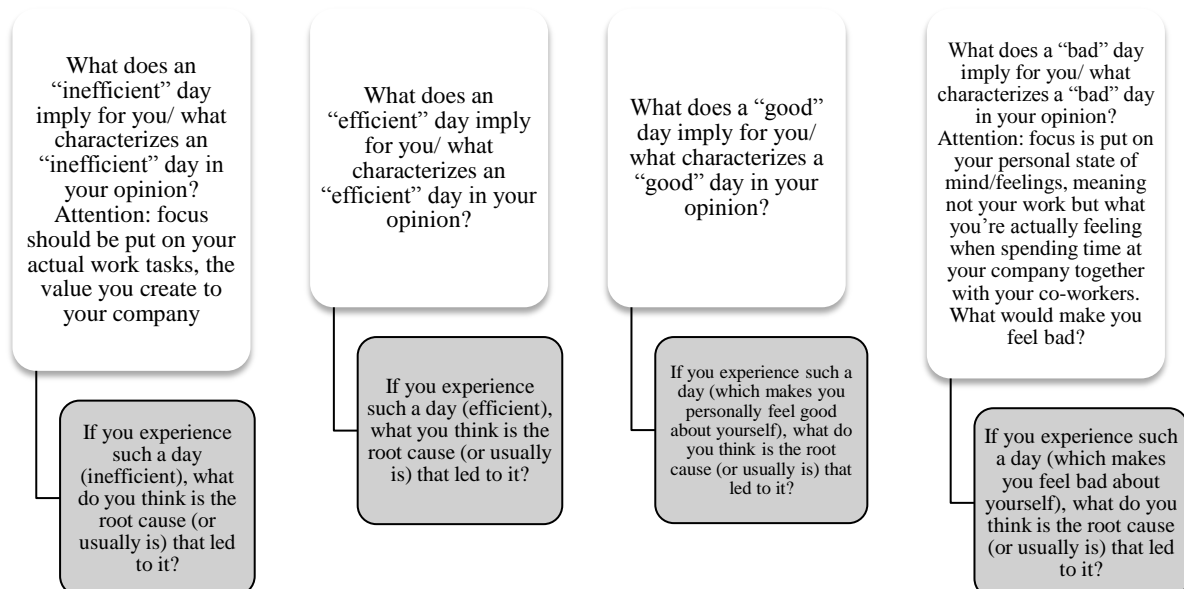 What does an
“inefficient” day
imply for you/ what
characterizes an
“inefficient” day in
your opinion?
Attention: focus
should be put on your
actual work tasks, the
value you create to
your company
If you experience
such a day
(inefficient), what
do you think is the
root cause (or
usually is) that led
to it?
What does an
“efficient” day imply
for you/ what
characterizes an
“efficient” day in your
opinion?
If you experience
such a day (efficient),
what you think is the
root cause (or usually
is) that led to it?
What does a “good”
day imply for you/
what characterizes a
“good” day in your
opinion?
If you experience such a
day (which makes you
personally feel good
about yourself), what do
you think is the root
cause (or usually is) that
led to it?
What does a “bad” day
imply for you/ what
characterizes a “bad” day
in your opinion?
Attention: focus is put on
your personal state of
mind/feelings, meaning
not your work but what
you’re actually feeling
when spending time at
your company together
with your co-workers.
What would make you
feel bad?
If you experience such
a day (which makes
you feel bad about
yourself), what do you
think is the root cause
(or usually is) that led
to it?